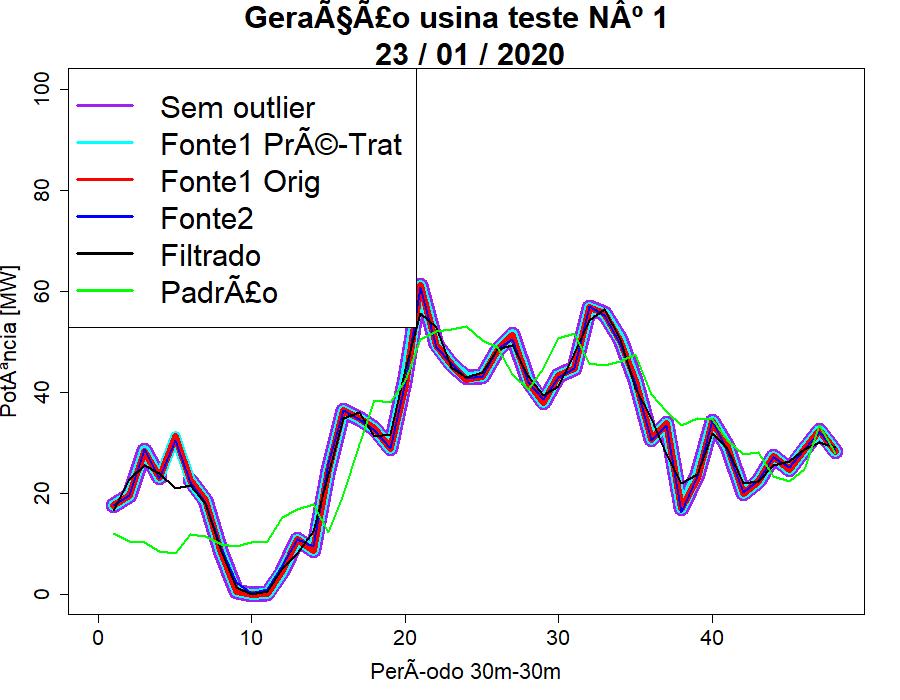 GeraÃ§Ã£o usina teste NÂº 1
23 / 01 / 2020
100
80
60
40
20
0
PotÃªncia [MW]
Sem outlier
Fonte1 PrÃ©-Trat
Fonte1 Orig
Fonte2
Filtrado
PadrÃ£o
0 10 20 30 40
PerÃ-odo 30m-30m